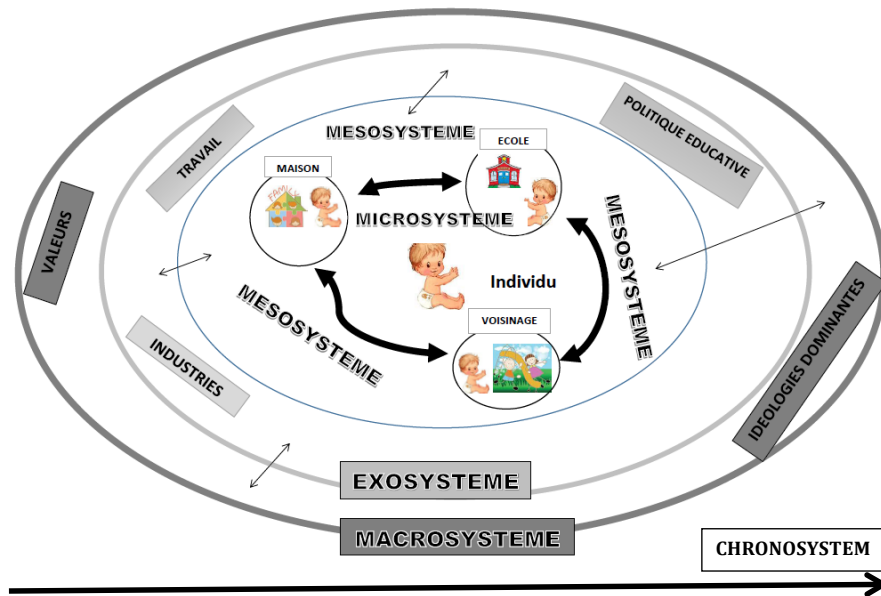 MESOSYSTEME
ECOLE
POLITIQUE EDUCATIVE
TRAVAIL
MAISON
FAMILY
MICROSYSTEME
MESOSYSTEME
VALEURS
Individu
MESOSYSTEME
VOISINAGE
INDUSTRIES
IDEOLOGIES DOMINANTES
EXOSYSTEME
MACROSYSTEME
CHRONOSYSTEM